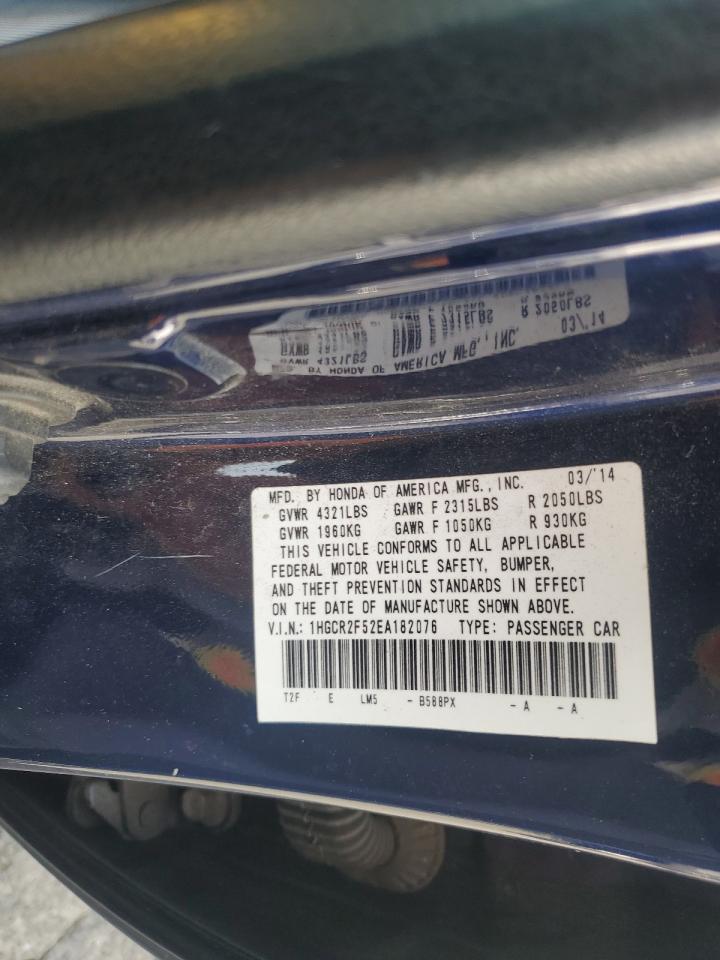 MFD. BY HONDA OF AMERICA MFG., INC. 03/'14
GVWR 4321LBS GAWR F 2315LBS R 2050LBS
GVWR 1960KG GAWR F 1050KG R 930KG
THIS VEHICLE CONFORMS TO ALL APPLICABLE
FEDERAL MOTOR VEHICLE SAFETY, BUMPER,
AND THEFT PREVENTION STANDARDS IN EFFECT
ON THE DATE OF MANUFACTURE SHOWN ABOVE.
V.I.N.: 1HGCR2F52EA182076 TYPE: PASSENGER CAR
T2F E LM5 - B588PX - A - A